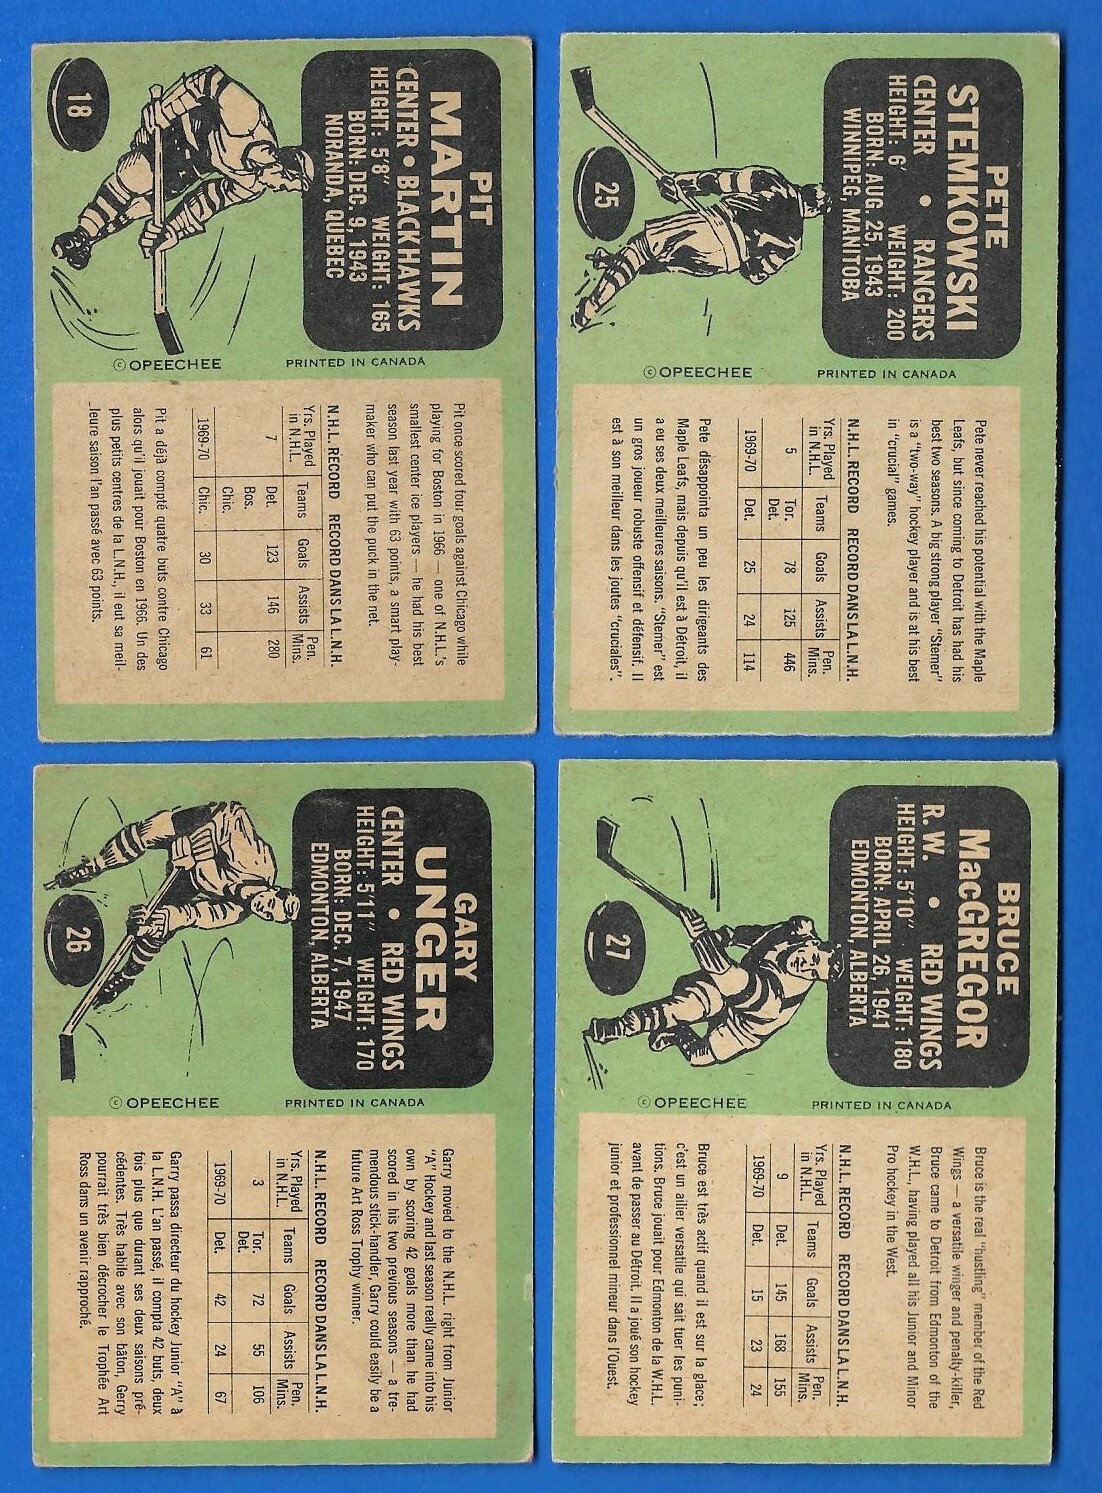 18
PIT
MARTIN
CENTER • BLACKHAWKS
HEIGHT: 5'8" WEIGHT: 165
BORN: DEC. 9, 1943
NORANDA, QUEBEC
© OPEECHEE PRINTED IN CANADA
Pit once scored four goals against Chicago while
playing for Boston in 1966 — one of N.H.L.'s
smallest center ice players — he had his best
season last year with 63 points, a smart play-
maker who can put the puck in the net.
N.H.L. RECORD RECORD DANS LA L.N.H.
Yrs. Played in N.H.L. Teams Goals Assists Pen. Mins.
7 Det. 123 146 280
Bos.
Chic.
1969-70 Chic. 30 33 61
Pit a déjà compté quatre buts contre Chicago
alors qu'il jouait pour Boston en 1966. Un des
plus petits centres de la L.N.H., il eut sa meil-
leure saison l'an passé avec 63 points.
25
PETE
STEMKOWSKI
CENTER • RANGERS
HEIGHT: 6' WEIGHT: 200
BORN: AUG. 25, 1943
WINNIPEG, MANITOBA
© OPEECHEE PRINTED IN CANADA
Pete never reached his potential with the Maple
Leafs, but since coming to Detroit has had his
best two seasons. A big strong player "Stemer"
is a "two-way" hockey player and is at his best
in "crucial" games.
N.H.L. RECORD RECORD DANS LA L.N.H.
Yrs. Played in N.H.L. Teams Goals Assists Pen. Mins.
5 Tor. 78 125 446
Det.
1969-70 Det. 25 24 114
Pete désappointa un peu les dirigeants des
Maple Leafs, mais depuis qu'il est à Détroit, il
a eu ses deux meilleures saisons. "Stemer" est
un gros joueur robuste offensif et défensif. Il
est à son meilleur dans les joutes "cruciales".
26
GARY
UNGER
CENTER • RED WINGS
HEIGHT: 5'11" WEIGHT: 170
BORN: DEC. 7, 1947
EDMONTON, ALBERTA
© OPEECHEE PRINTED IN CANADA
Garry moved to the N.H.L. right from Junior
"A" Hockey and last season really came into his
own by scoring 42 goals more than he had
scored in his two previous seasons — a tre-
mendous stick-handler, Garry could easily be a
future Art Ross Trophy winner.
N.H.L. RECORD RECORD DANS LA L.N.H.
Yrs. Played in N.H.L. Teams Goals Assists Pen. Mins.
3 Tor. 72 55 106
Det.
1969-70 Det. 42 24 67
Garry passa directeur du hockey Junior "A" à
la L.N.H. L'an passé, il compta 42 buts, deux
fois plus que durant ses deux saisons pré-
cédentes. Très habile avec son bâton, Gerry
pourrait très bien décrocher le Trophée Art
Ross dans un avenir rapproché.
27
BRUCE
MacGREGOR
R.W. • RED WINGS
HEIGHT: 5'10" WEIGHT: 180
BORN: APRIL 26, 1941
EDMONTON, ALBERTA
© OPEECHEE PRINTED IN CANADA
Bruce is the real "hustling" member of the Red
Wings — a versatile winger and penalty-killer,
Bruce came to Detroit from Edmonton of the
W.H.L., having played all his Junior and Minor
Pro hockey in the West.
N.H.L. RECORD RECORD DANS LA L.N.H.
Yrs. Played in N.H.L. Teams Goals Assists Pen. Mins.
9 Det. 145 168 155
1969-70 Det. 15 23 24
Bruce est très actif quand il est sur la glace;
c'est un ailier versatile qui sait tuer les puni-
tions. Bruce jouait pour Edmonton de la W.H.L.
avant de passer au Détroit. Il a joué son hockey
junior et professionnel mineur dans l'Ouest.